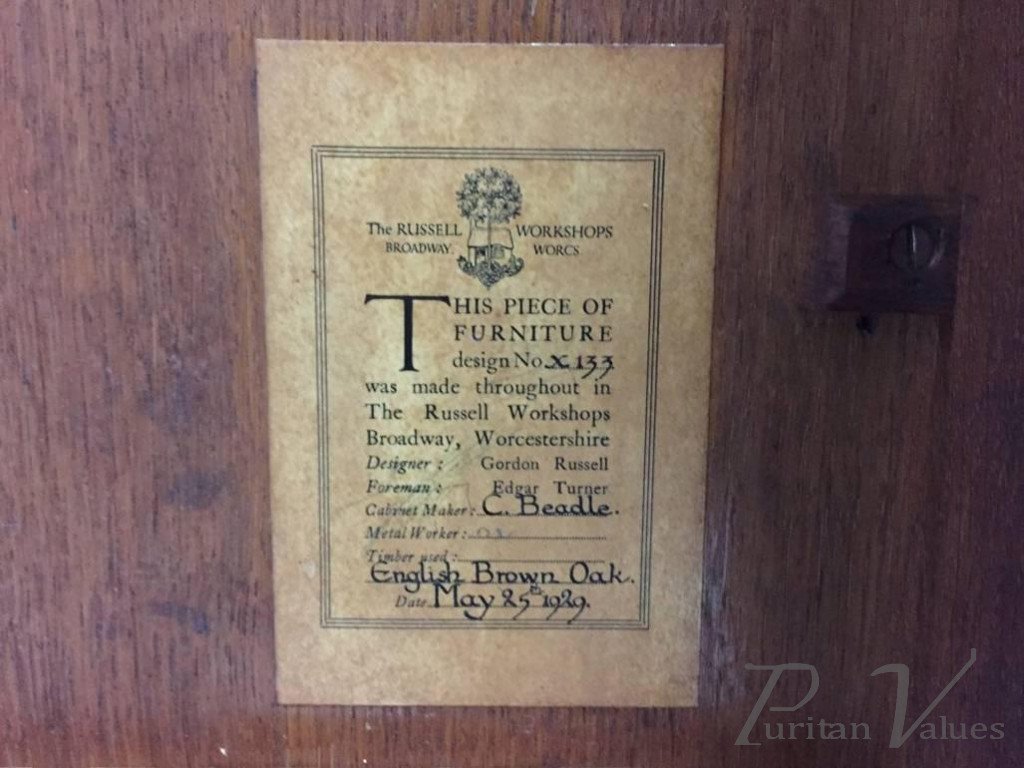 The RUSSELL WORKSHOPS
BROADWAY WORCS
THIS PIECE OF
FURNITURE
design No. X 133
was made throughout in
The Russell Workshops
Broadway, Worcestershire
Designer : Gordon Russell
Foreman : Edgar Turner
Cabinet Maker : C. Beadle.
Metal Worker :
Timber used :
English Brown Oak.
Date May 25th 1929.
Puritan Values